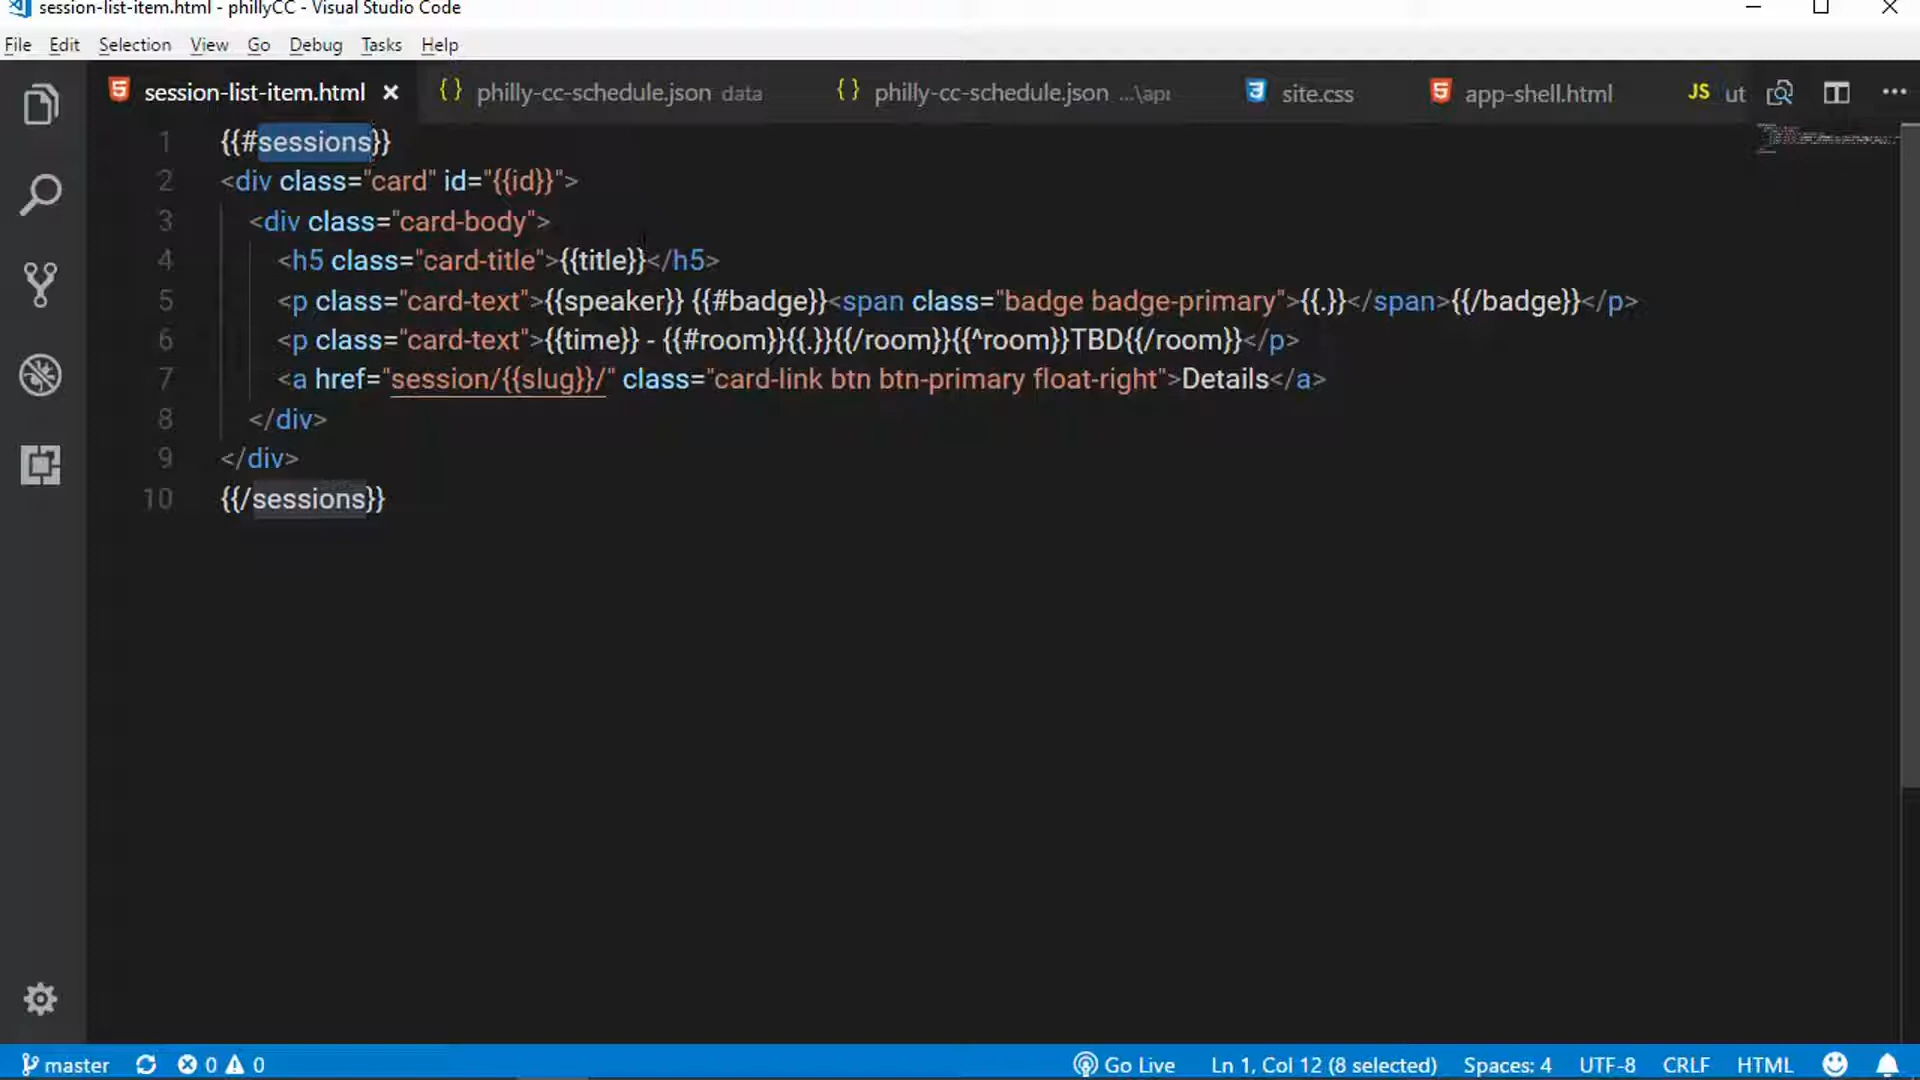 session-list-item.html - phillyCC - Visual Studio Code
File Edit Selection View Go Debug Tasks Help
session-list-item.html philly-cc-schedule.json data philly-cc-schedule.json ...\api site.css app-shell.html JS ut
1 {{#sessions}}
2 <div class="card" id="{{id}}">
3 <div class="card-body">
4 <h5 class="card-title">{{title}}</h5>
5 <p class="card-text">{{speaker}} {{#badge}}<span class="badge badge-primary">{{.}}</span>{{/badge}}</p>
6 <p class="card-text">{{time}} - {{#room}}{{.}}{{/room}}{{^room}}TBD{{/room}}</p>
7 <a href="session/{{slug}}/" class="card-link btn btn-primary float-right">Details</a>
8 </div>
9 </div>
10 {{/sessions}}
master 0 0 Go Live Ln 1, Col 12 (8 selected) Spaces: 4 UTF-8 CRLF HTML